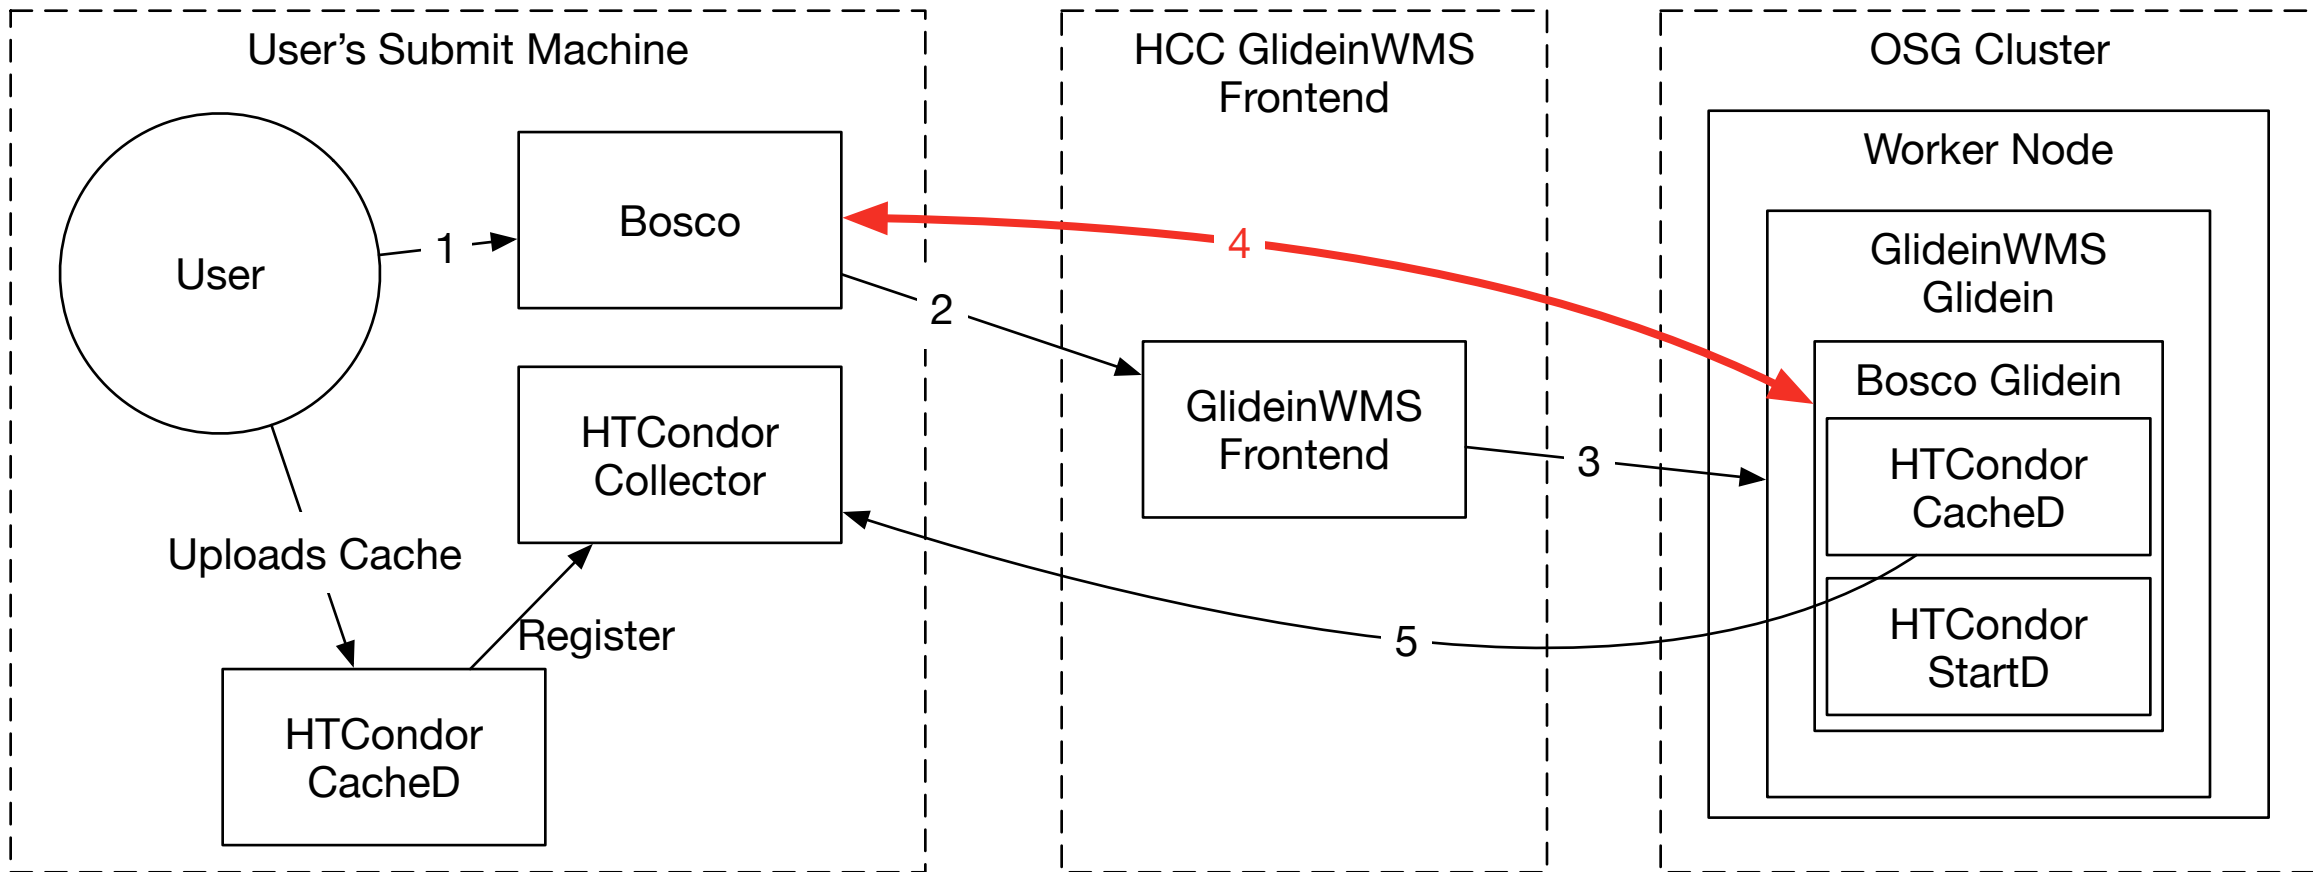 User’s Submit Machine
User
1
Bosco
2
HTCondor
Collector
Uploads Cache
Register
HTCondor
CacheD
HCC GlideinWMS
Frontend
4
GlideinWMS
Frontend
3
5
OSG Cluster
Worker Node
GlideinWMS
Glidein
Bosco Glidein
HTCondor
CacheD
HTCondor
StartD